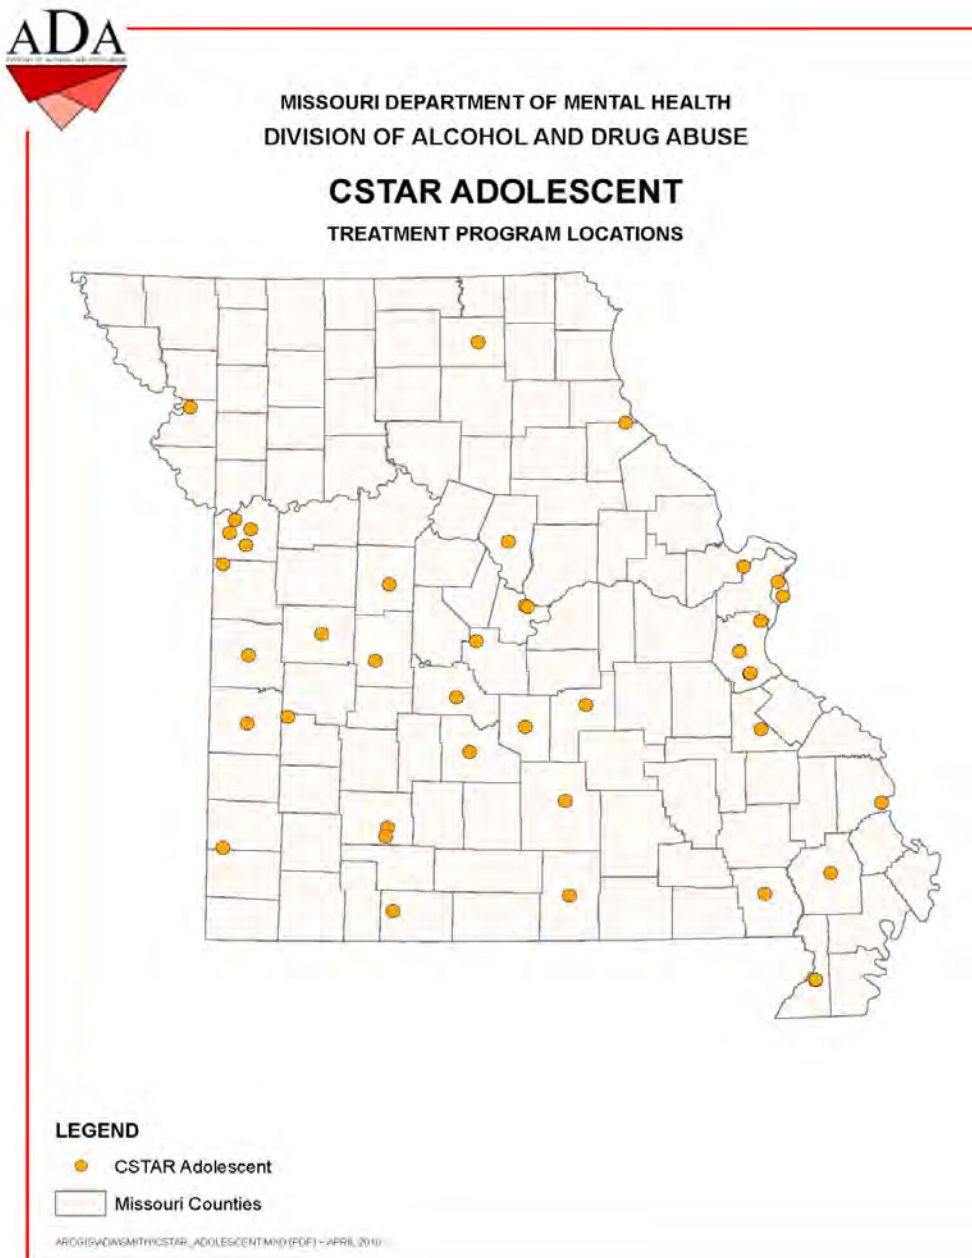 ADA
MISSOURI DEPARTMENT OF MENTAL HEALTH
DIVISION OF ALCOHOL AND DRUG ABUSE
CSTAR ADOLESCENT
TREATMENT PROGRAM LOCATIONS
LEGEND
CSTAR Adolescent
Missouri Counties
APRIL 2010